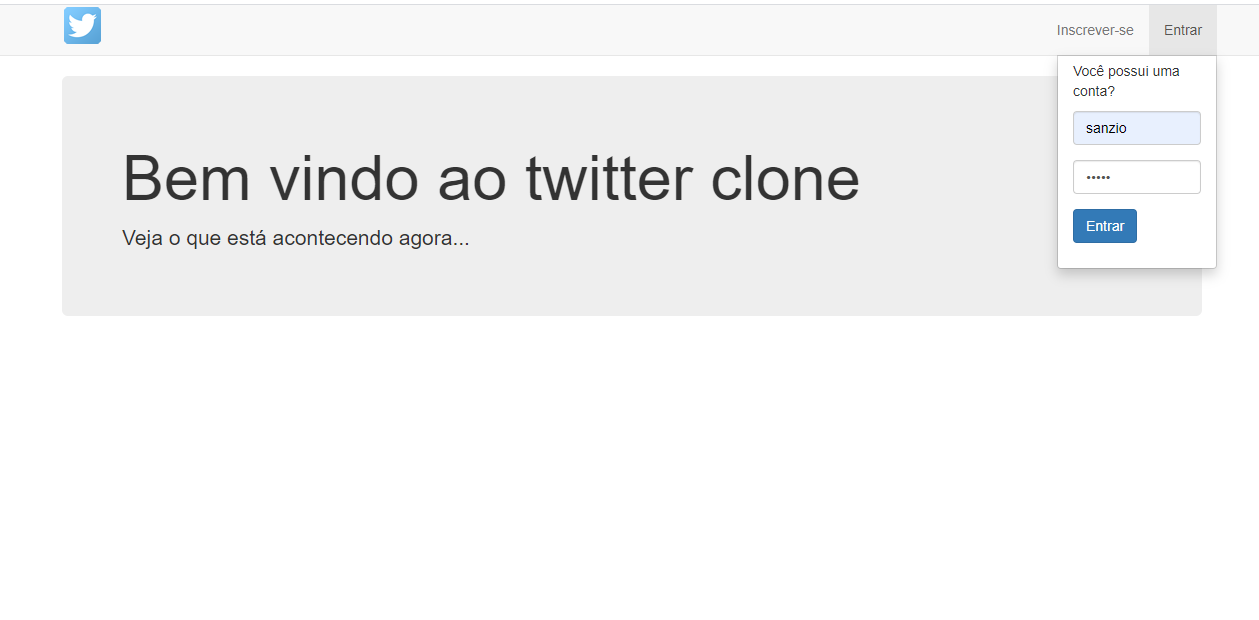 Inscrever-se
Entrar
Você possui uma
conta?
sanzio
•••••
Entrar
Bem vindo ao twitter clone
Veja o que está acontecendo agora...